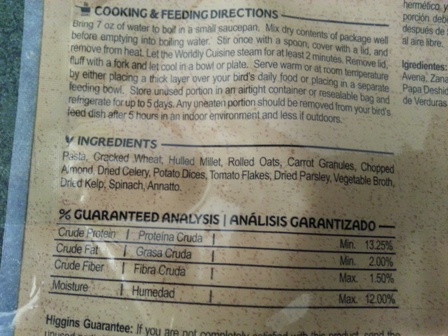 COOKING & FEEDING DIRECTIONS
Bring 7 oz of water to boil in a small saucepan. Mix dry contents of package well
before emptying into boiling water. Stir once with a spoon, cover with a lid, and
remove from heat. Let the Worldly Cuisine steam for at least 2 minutes. Remove lid,
fluff with a fork and let cool in a bowl or plate. Serve warm or at room temperature
by either placing a thick layer over your bird's daily food or placing in a separate
feeding bowl. Store unused portion in an airtight container or resealable bag and
refrigerate for up to 5 days. Any uneaten portion should be removed from your bird's
feed dish after 5 hours in an indoor environment and less if outdoors.
INGREDIENTS
Pasta, Cracked Wheat, Hulled Millet, Rolled Oats, Carrot Granules, Chopped
Almond, Dried Celery, Potato Dices, Tomato Flakes, Dried Parsley, Vegetable Broth,
Dried Kelp, Spinach, Annatto.
% GUARANTEED ANALYSIS | ANÁLISIS GARANTIZADO
Crude Protein | Proteína Cruda | Min. 13.25%
Crude Fat | Grasa Cruda | Min. 2.00%
Crude Fiber | Fibra Cruda | Max. 1.50%
Moisture | Humedad | Max. 12.00%
Higgins Guarantee: If you are not completely satisfied with this product, send the
hermético, y
porción debe
después de
al aire libre.
Igredientes:
Avena, Zan
Papa Deshid
de Verduras